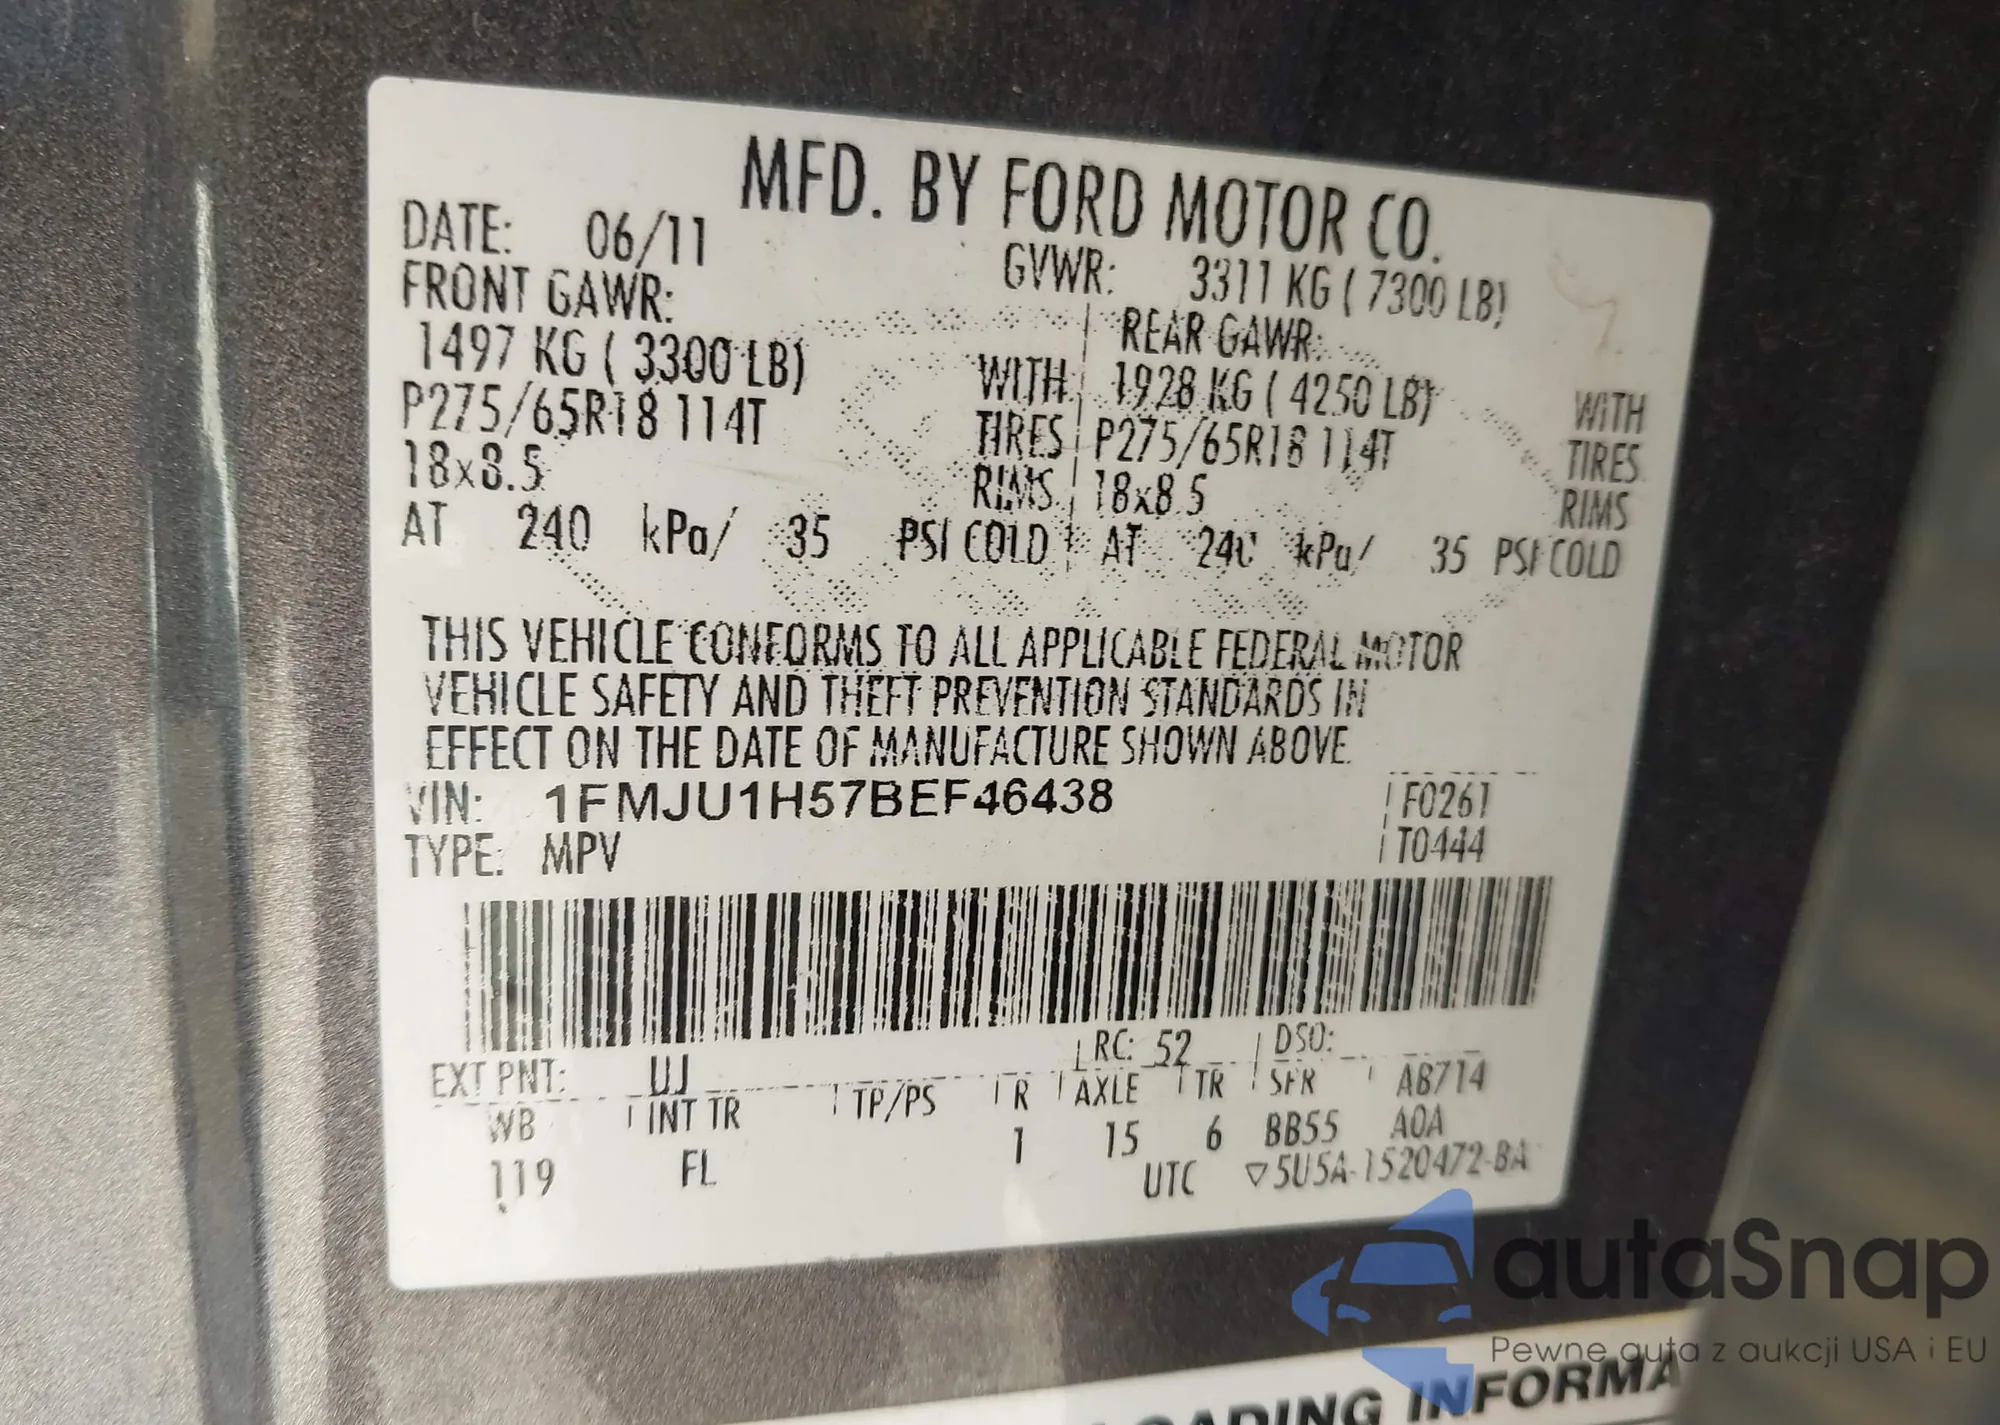 MFD. BY FORD MOTOR CO.
DATE: 06/11
GVWR: 3311 KG ( 7300 LB)
FRONT GAWR:
REAR GAWR:
1497 KG ( 3300 LB) WITH
1928 KG ( 4250 LB) WITH
P275/65R18 114T TIRES
P275/65R18 114T TIRES
18x8.5 RIMS
18x8.5 RIMS
AT 240 kPa/ 35 PSI COLD
AT 240 kPa/ 35 PSI COLD
THIS VEHICLE CONFORMS TO ALL APPLICABLE FEDERAL MOTOR
VEHICLE SAFETY AND THEFT PREVENTION STANDARDS IN
EFFECT ON THE DATE OF MANUFACTURE SHOWN ABOVE.
VIN: 1FMJU1H57BEF46438
F0261
TYPE: MPV
T0444
EXT PNT: UJ
RC: 52
DSO:
WB INT TR TP/PS R AXLE TR SPR AB714
119 FL 1 15 6 BB55 A0A
UTC ▽5U5A-1520472-BA
autaSnap
Pewne auta z aukcji USA i EU
LOADING INFORMA